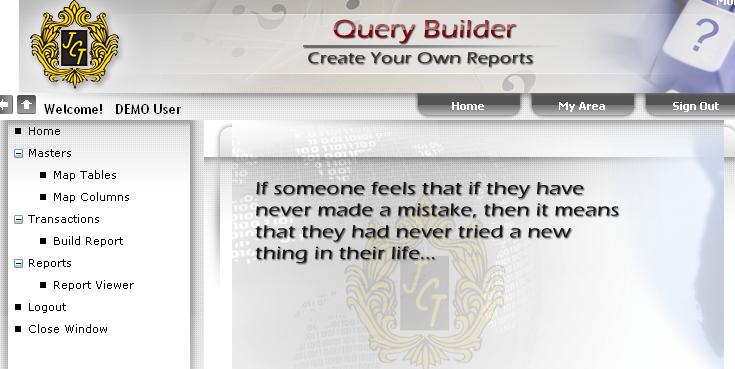 JCT
Query Builder
Create Your Own Reports
?
Welcome! DEMO User
Home
My Area
Sign Out
Home
Masters
Map Tables
Map Columns
Transactions
Build Report
Reports
Report Viewer
Logout
Close Window
If someone feels that if they have
never made a mistake, then it means
that they had never tried a new
thing in their life...
JCT